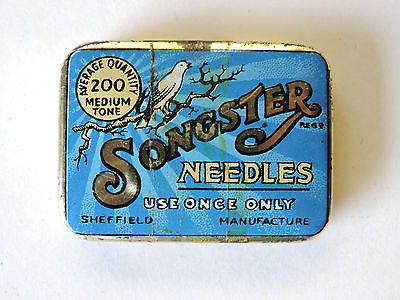 AVERAGE QUANTITY
200
MEDIUM
TONE
SONGSTER
REGD
NEEDLES
USE ONCE ONLY
SHEFFIELD MANUFACTURE